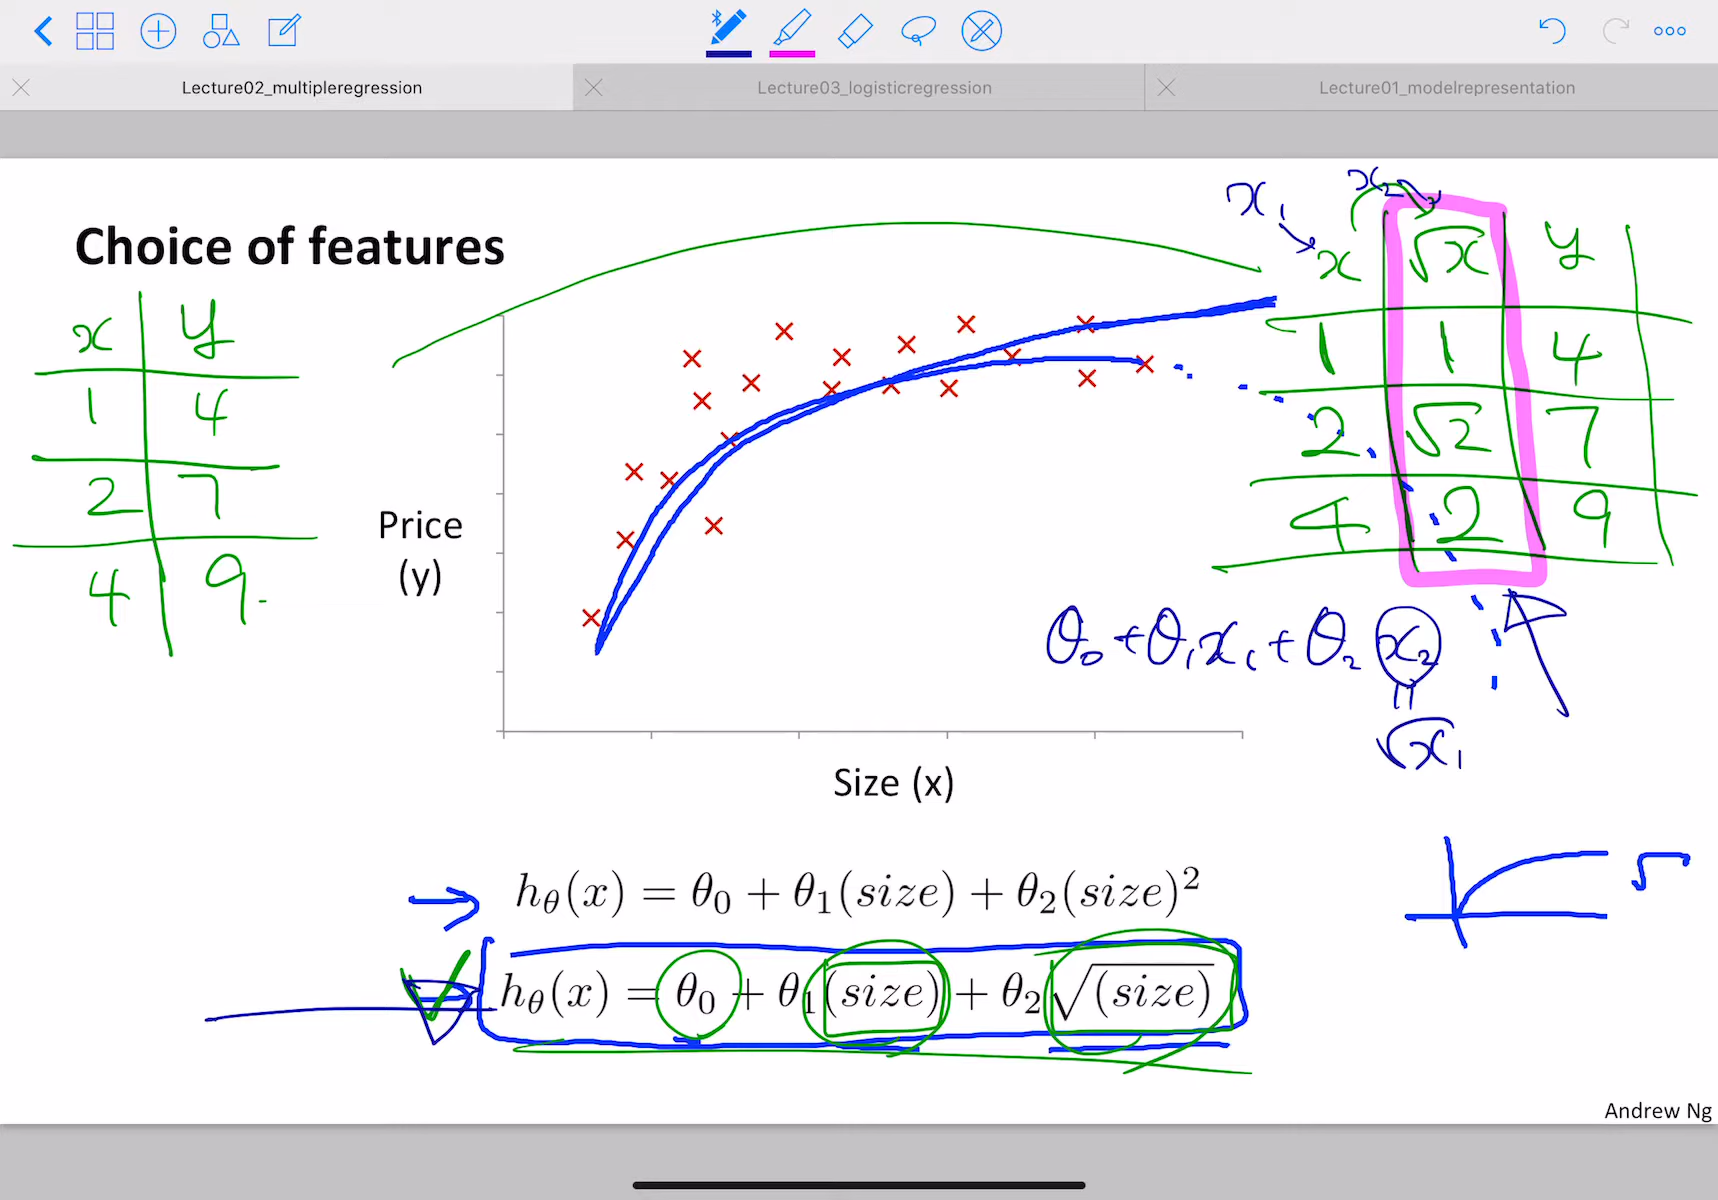 Lecture02_multipleregression
Lecture03_logisticregression
Lecture01_modelrepresentation
Choice of features
x y
1 4
2 7
4 9.
Price
(y)
Size (x)
x₁
x₂
x √x y
1 1 4
2 √2 7
4 2 9
θ₀ + θ₁x₁ + θ₂ x₂
=
√x₁
√
hθ(x) = θ₀ + θ₁(size) + θ₂(size)²
hθ(x) = θ₀ + θ₁(size) + θ₂√(size)
Andrew Ng